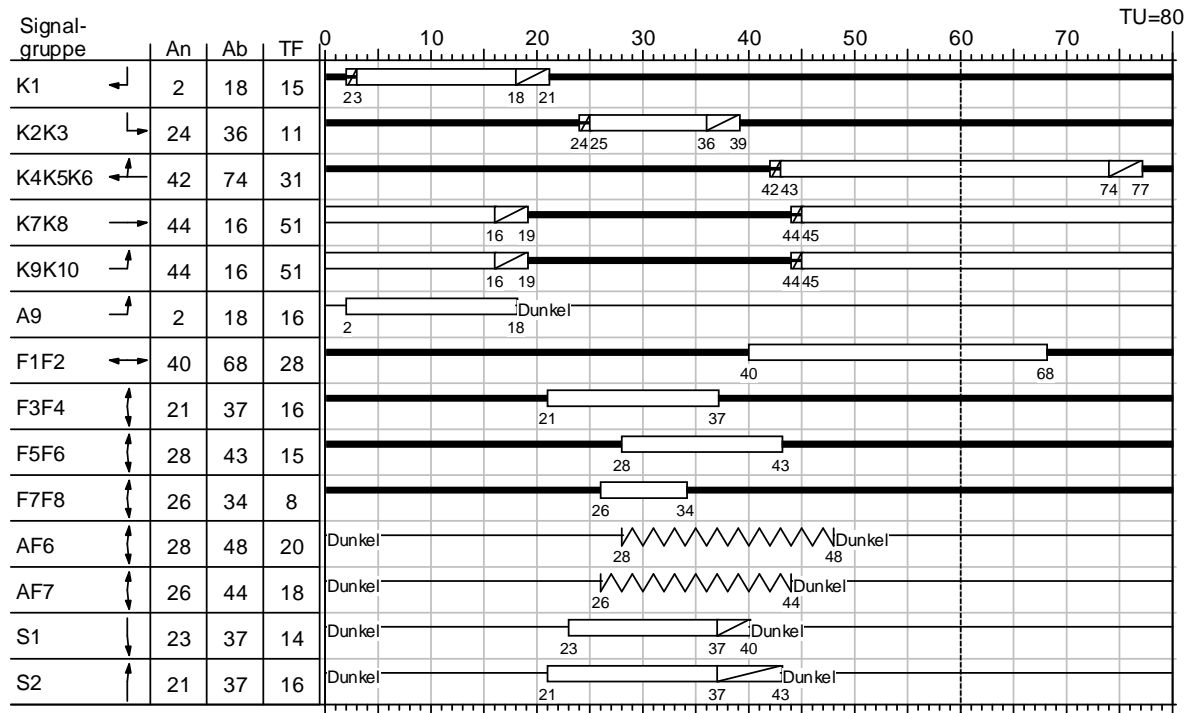 TU=80
Signal-
gruppe An Ab TF 0 10 20 30 40 50 60 70
K1 2 18 15
2 3 18 21
K2K3 24 36 11
24 25 36 39
K4K5K6 42 74 31
42 43 74 77
K7K8 44 16 51
16 19 44 45
K9K10 44 16 51
16 19 44 45
A9 2 18 16 Dunkel
2 18
F1F2 40 68 28
40 68
F3F4 21 37 16
21 37
F5F6 28 43 15
28 43
F7F8 26 34 8
26 34
AF6 28 48 20 Dunkel Dunkel
28 48
AF7 26 44 18 Dunkel Dunkel
26 44
S1 23 37 14 Dunkel Dunkel
23 37 40
S2 21 37 16 Dunkel Dunkel
21 37 43